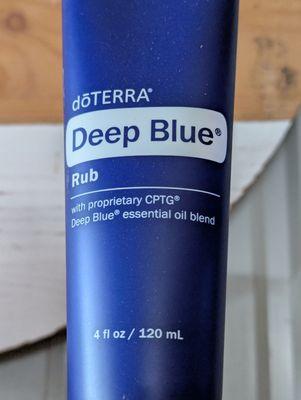 dōTERRA®
Deep Blue®
Rub
with proprietary CPTG®
Deep Blue® essential oil blend
4 fl oz / 120 mL